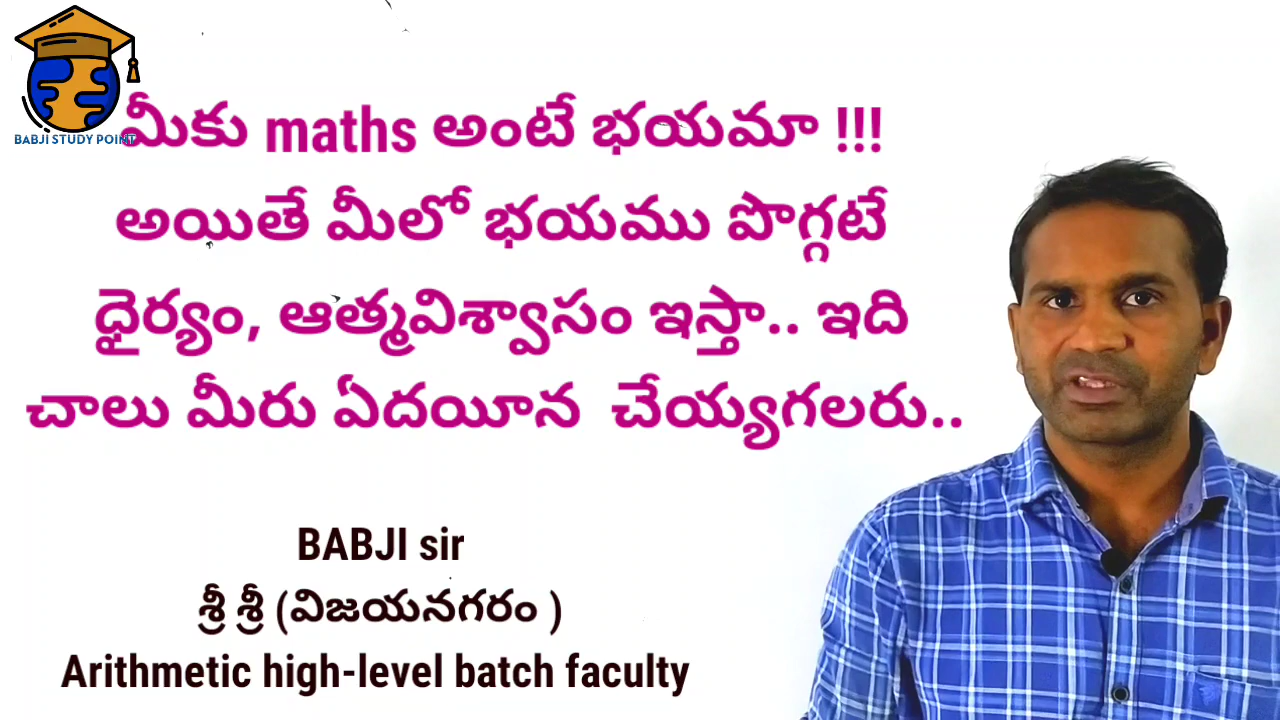 BABJI STUDY POINT
మీకు maths అంటే భయమా !!!
అయితే మీలో భయము పొగ్గటే
ధైర్యం, ఆత్మవిశ్వాసం ఇస్తా.. ఇది
చాలు మీరు ఏదయీన చేయ్యగలరు..
BABJI sir
శ్రీ శ్రీ (విజయనగరం )
Arithmetic high-level batch faculty